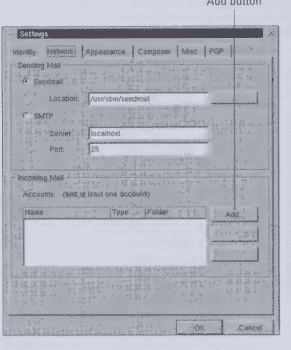 Add button
Settings
Identity Network Appearance Composer Misc PGP
Sending Mail
Sendmail
Location: /usr/sbin/sendmail
SMTP
Server: localhost
Port: 25
Incoming Mail
Accounts: (add at least one account)
Name Type Folder
Add...
OK Cancel